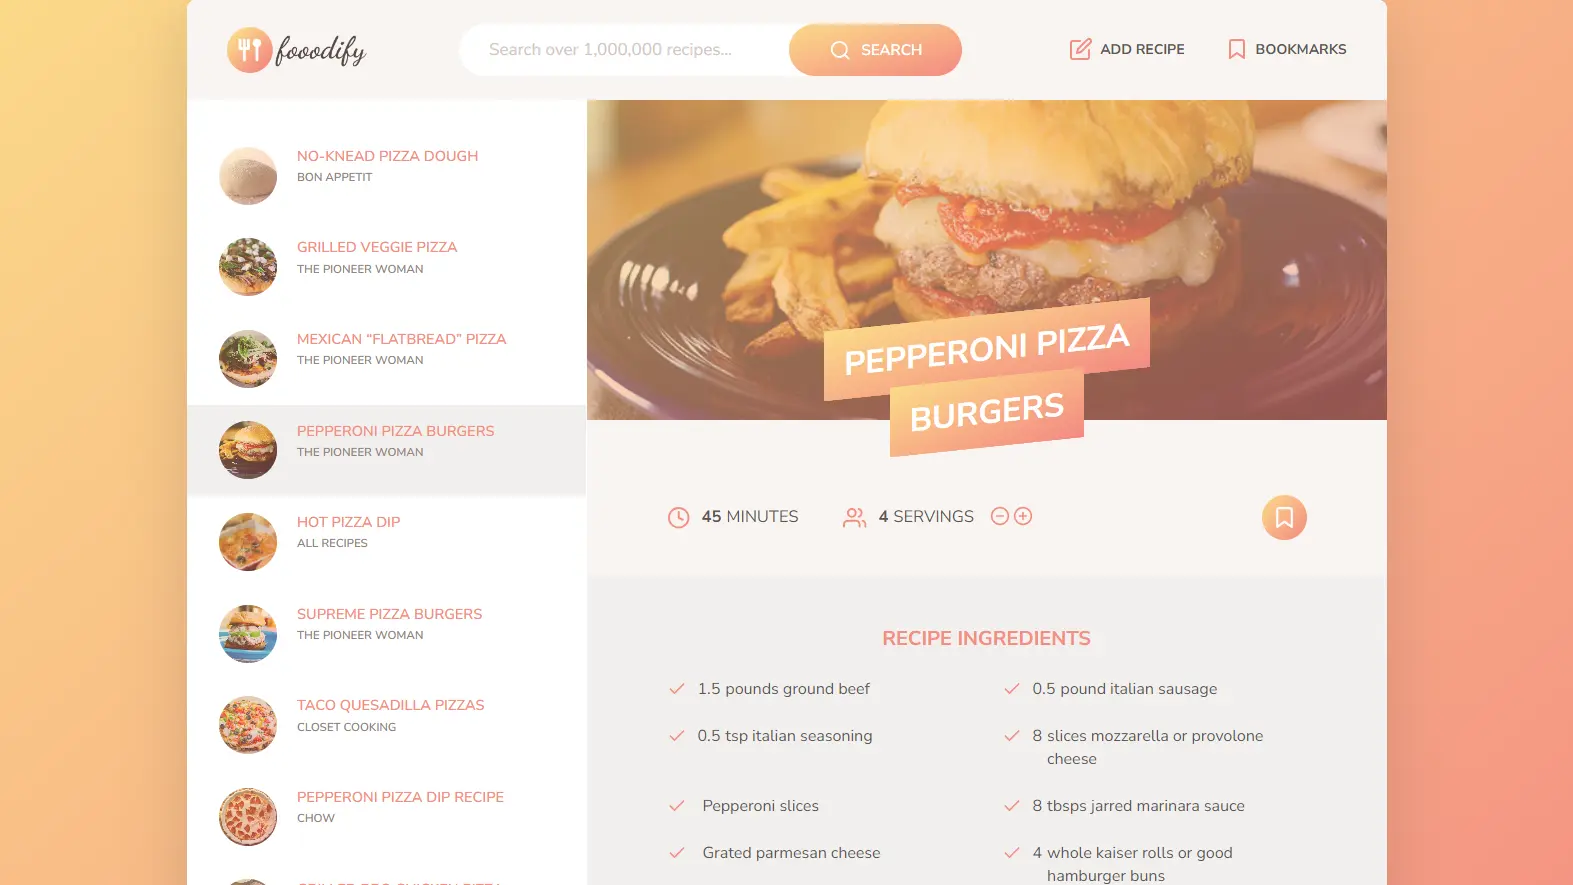 fooodify
Search over 1,000,000 recipes...
SEARCH
ADD RECIPE
BOOKMARKS
NO-KNEAD PIZZA DOUGH
BON APPETIT
GRILLED VEGGIE PIZZA
THE PIONEER WOMAN
MEXICAN “FLATBREAD” PIZZA
THE PIONEER WOMAN
PEPPERONI PIZZA BURGERS
THE PIONEER WOMAN
HOT PIZZA DIP
ALL RECIPES
SUPREME PIZZA BURGERS
THE PIONEER WOMAN
TACO QUESADILLA PIZZAS
CLOSET COOKING
PEPPERONI PIZZA DIP RECIPE
CHOW
PEPPERONI PIZZA
BURGERS
45 MINUTES
4 SERVINGS
RECIPE INGREDIENTS
1.5 pounds ground beef
0.5 pound italian sausage
0.5 tsp italian seasoning
8 slices mozzarella or provolone
cheese
Pepperoni slices
8 tbsps jarred marinara sauce
Grated parmesan cheese
4 whole kaiser rolls or good
hamburger buns